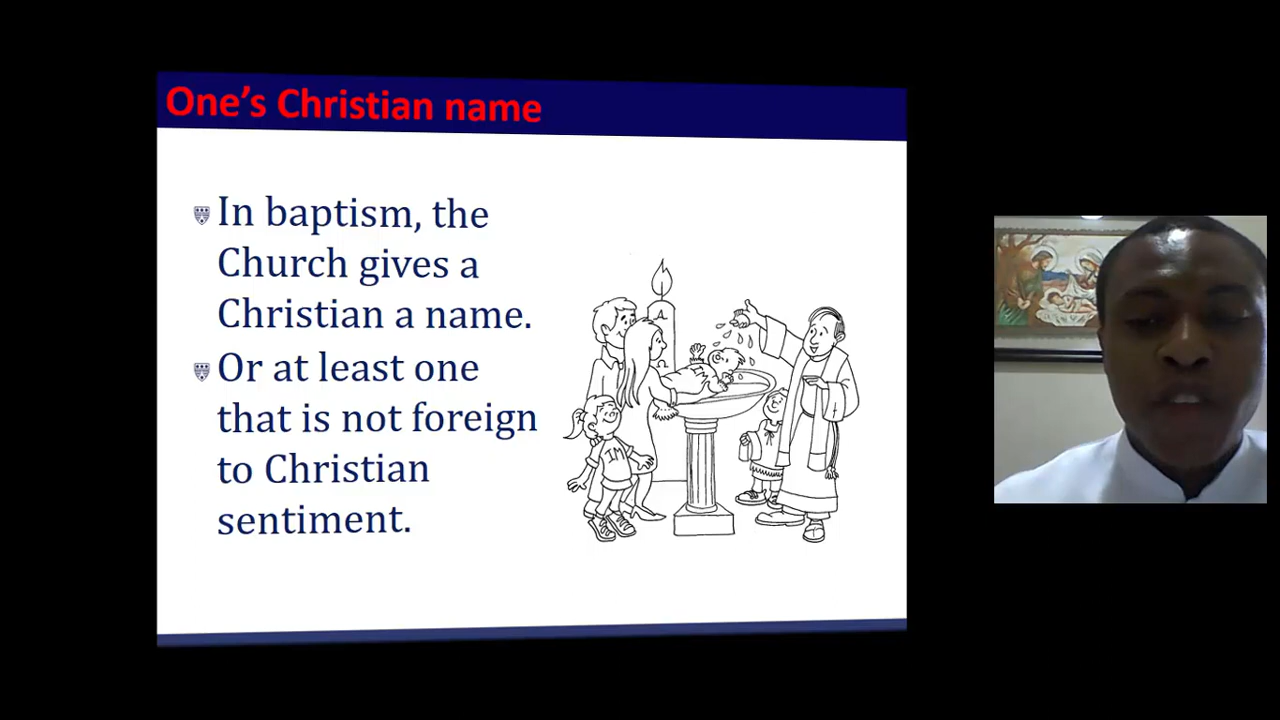 One's Christian name
In baptism, the
Church gives a
Christian a name.
Or at least one
that is not foreign
to Christian
sentiment.